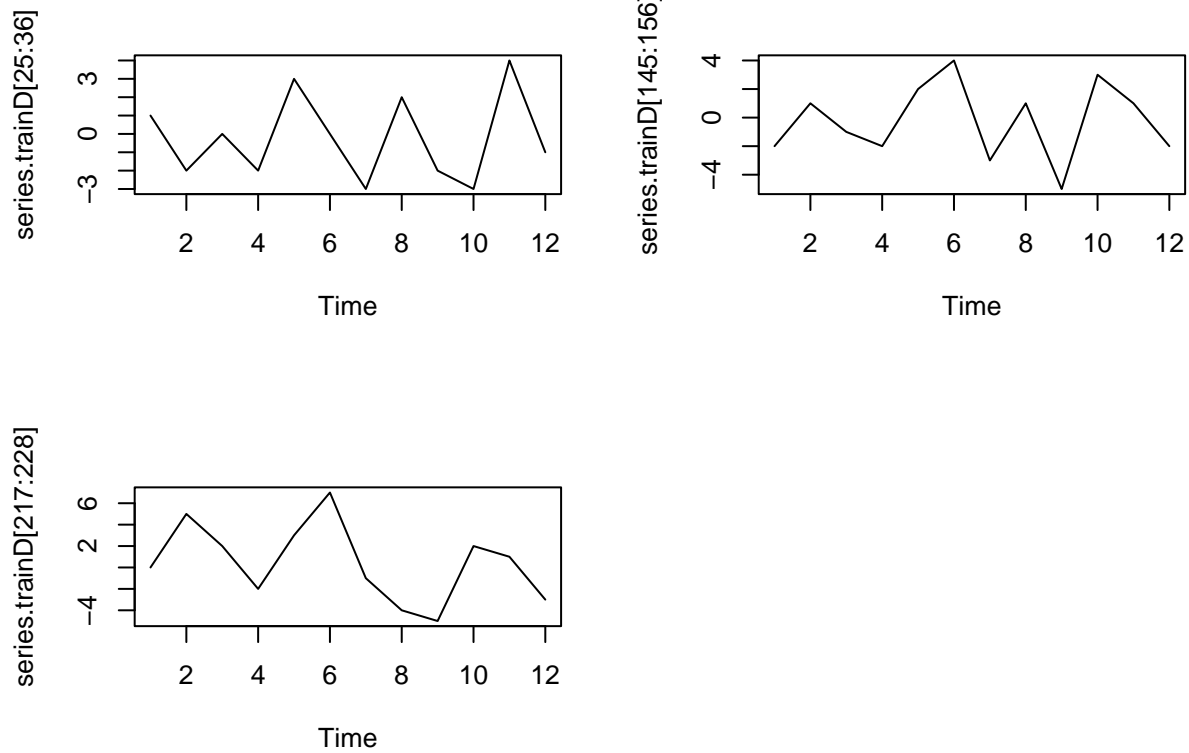 series.trainD[25:36]
3
0
−3
2 4 6 8 10 12
Time
series.trainD[145:156]
4
0
−4
2 4 6 8 10 12
Time
series.trainD[217:228]
6
2
−4
2 4 6 8 10 12
Time